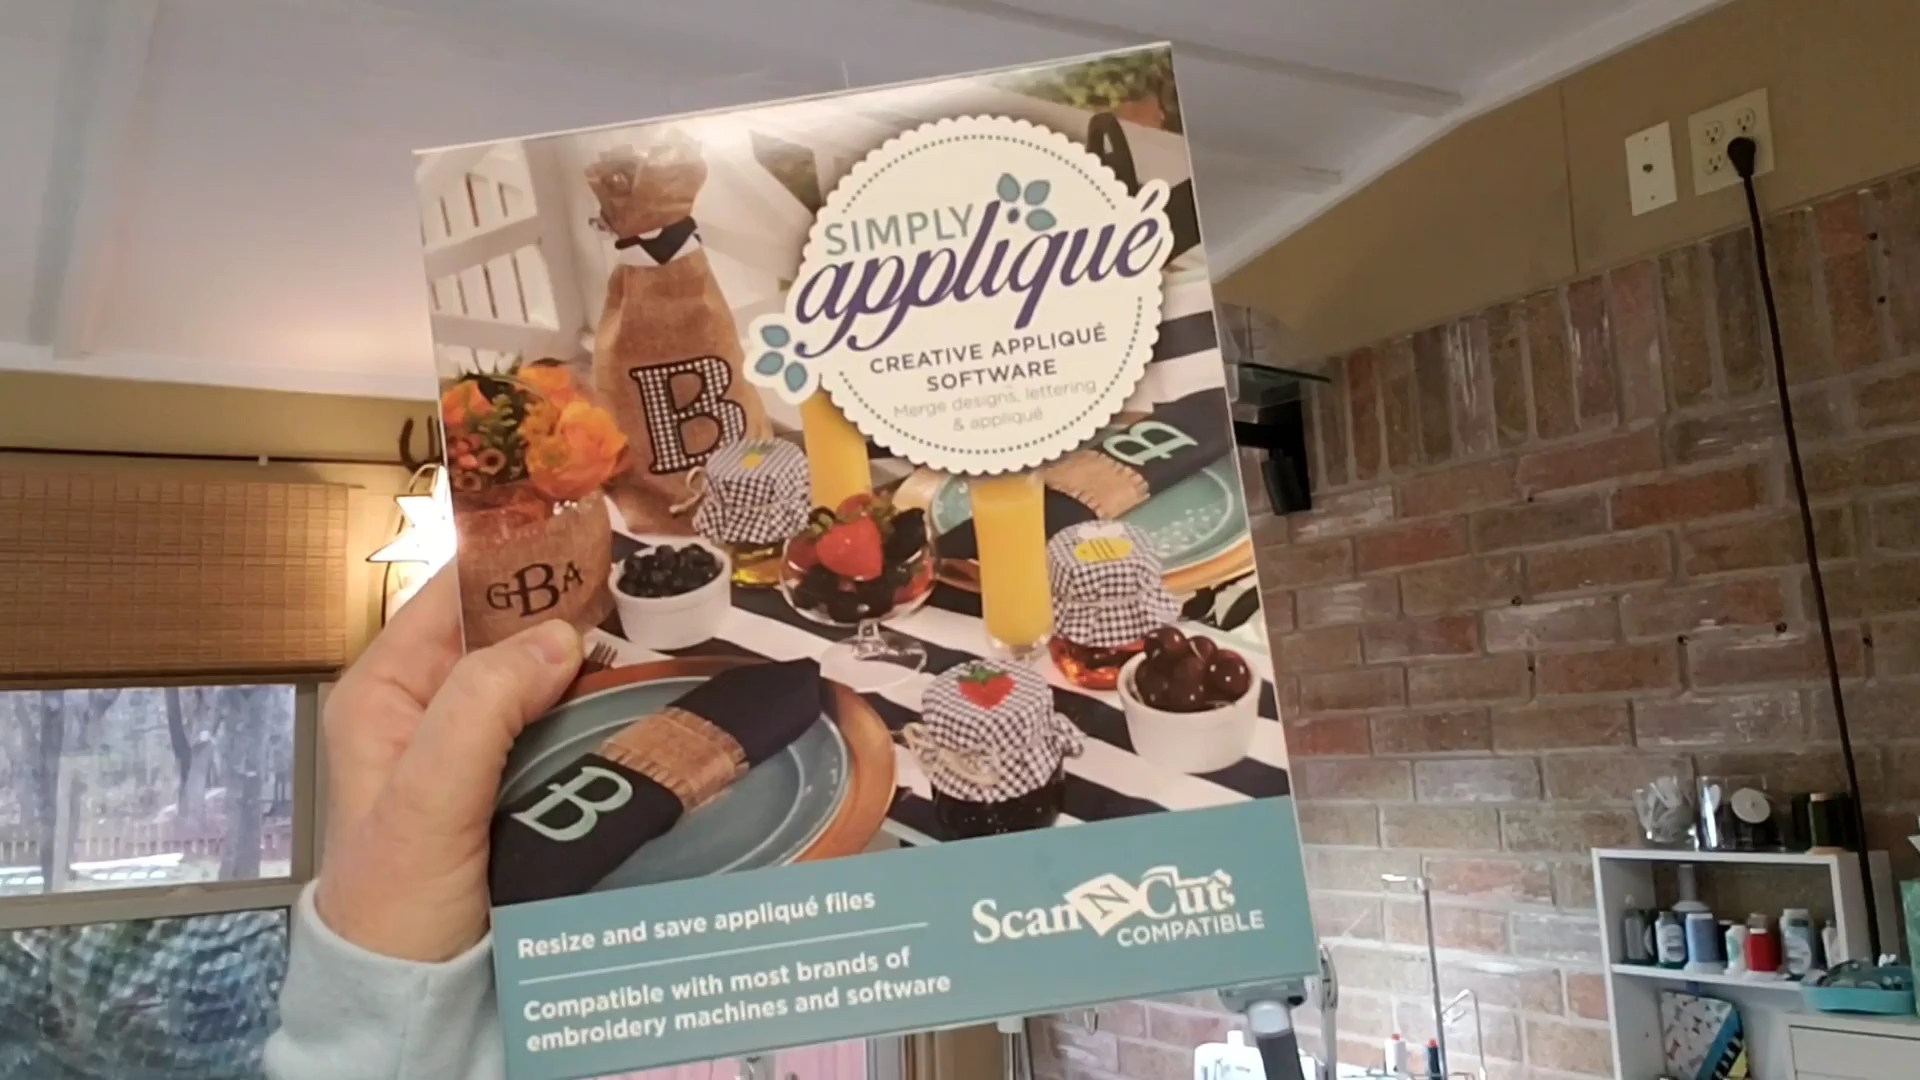 SIMPLY
appliqué
CREATIVE APPLIQUÉ
SOFTWARE
Merge designs, lettering
& appliqué
B
B
GBA
B
Resize and save appliqué files
Compatible with most brands of
embroidery machines and software
ScanNCut
COMPATIBLE